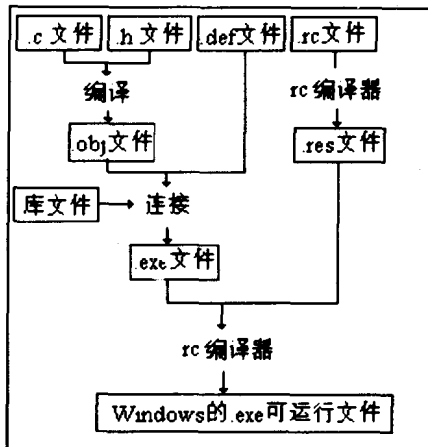 .c 文件 .h 文件 .def文件 .rc文件
编译 rc 编译器
.obj文件 .res文件
库文件 连接
.ext文件
rc 编译器
Windows的.exe可运行文件